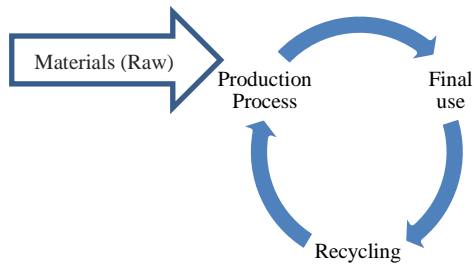 Materials (Raw)
Production
Process
Final
use
Recycling